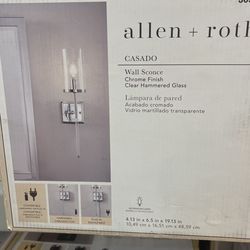 allen + roth
CASADO
Wall Sconce
Chrome Finish
Clear Hammered Glass
Lámpara de pared
Acabado cromado
Vidrio martillado transparente
4.13 in x 6.5 in x 19.13 in
10,49 cm x 16,51 cm x 48,59 cm